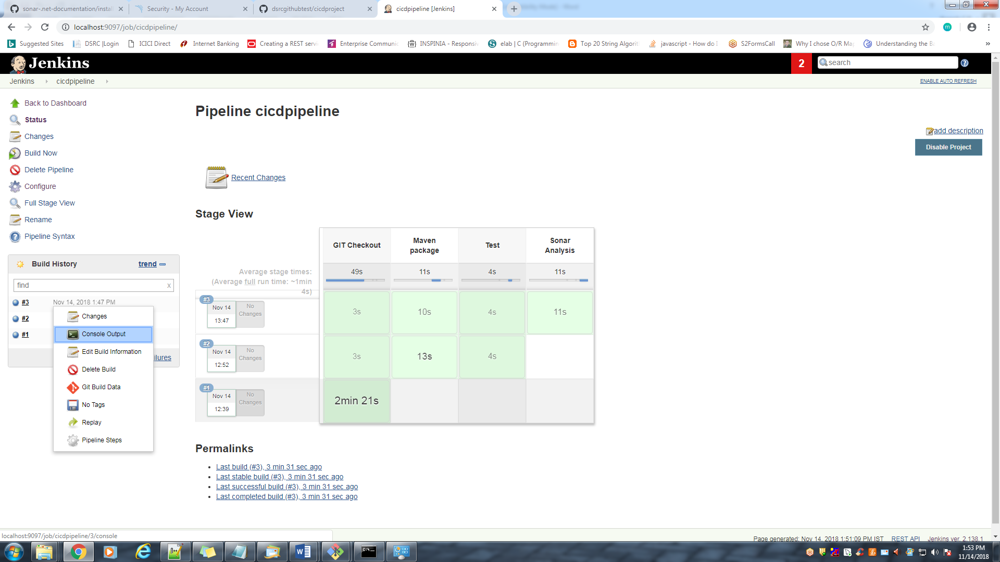 sonar-.net-documentation/install
Security - My Account
dsrcgithubtest/cicdproject
cicdpipeline [Jenkins]
localhost:9097/job/cicdpipeline/
Suggested Sites
DSRC |Login
ICICI Direct
Internet Banking
Creating a REST servi
Enterprise Communic
INSPINIA - Responsiv
elab | C (Programmin
Top 20 String Algorit
javascript - How do I
S2FormsCall
Why I chose O/R Map
Understanding the Ba
Jenkins
2
search
Jenkins
cicdpipeline
ENABLE AUTO REFRESH
Back to Dashboard
Status
Changes
Build Now
Delete Pipeline
Configure
Full Stage View
Rename
Pipeline Syntax
Build History
trend
find
x
#3
Nov 14, 2018 1:47 PM
#2
#1
ilures
Changes
Console Output
Edit Build Information
Delete Build
Git Build Data
No Tags
Replay
Pipeline Steps
Pipeline cicdpipeline
add description
Disable Project
Recent Changes
Stage View
GIT Checkout
Maven
package
Test
Sonar
Analysis
Average stage times:
(Average full run time: ~1min
4s)
49s
11s
4s
11s
#3
Nov 14
13:47
No
Changes
3s
10s
4s
11s
#2
Nov 14
12:52
No
Changes
3s
13s
4s
#1
Nov 14
12:39
No
Changes
2min 21s
Permalinks
Last build (#3), 3 min 31 sec ago
Last stable build (#3), 3 min 31 sec ago
Last successful build (#3), 3 min 31 sec ago
Last completed build (#3), 3 min 31 sec ago
localhost:9097/job/cicdpipeline/3/console
Page generated: Nov 14, 2018 1:51:09 PM IST
REST API
Jenkins ver. 2.138.1
1:53 PM
11/14/2018